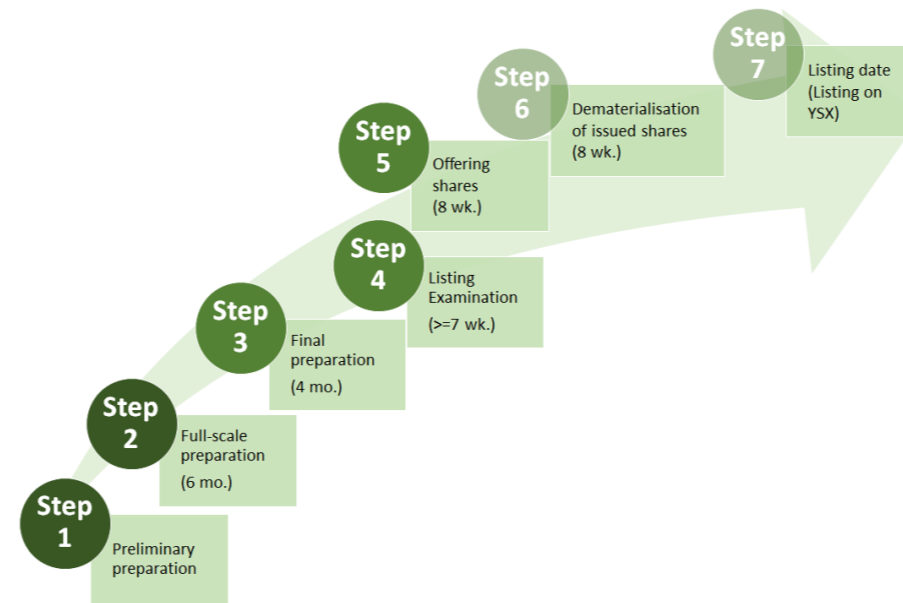 Step
1
Preliminary
preparation
Step
2
Full-scale
preparation
(6 mo.)
Step
3
Final
preparation
(4 mo.)
Step
4
Listing
Examination
(>=7 wk.)
Step
5
Offering
shares
(8 wk.)
Step
6
Dematerialisation
of issued shares
(8 wk.)
Step
7
Listing date
(Listing on
YSX)